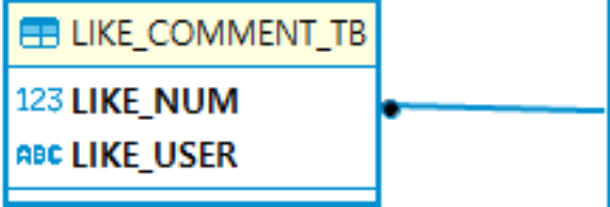 LIKE_COMMENT_TB
123 LIKE_NUM
ABC LIKE_USER